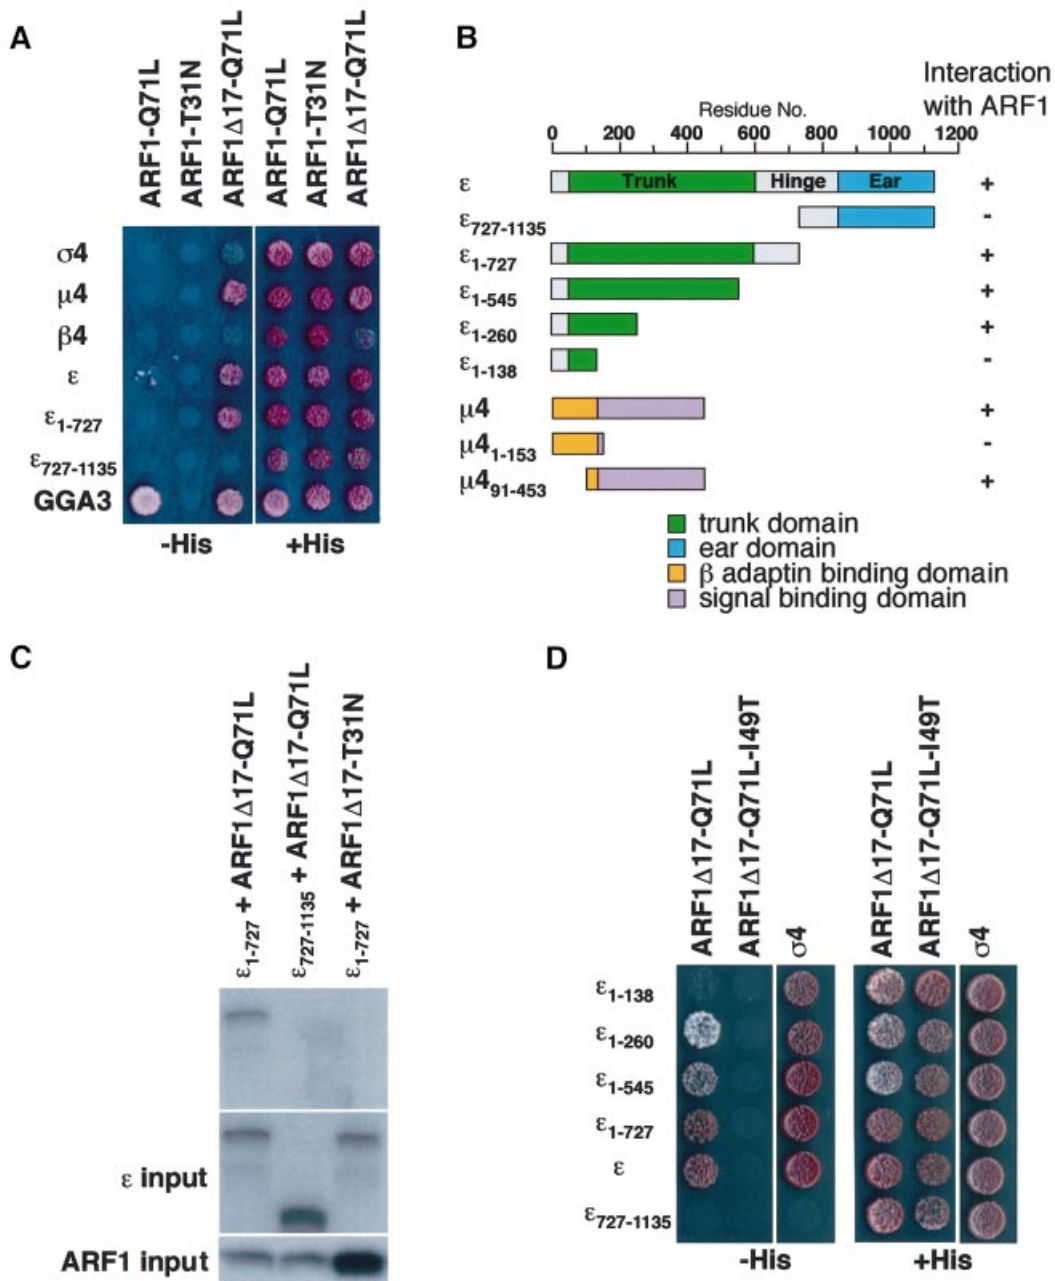 A
ARF1-Q71L
ARF1-T31N
ARF1Δ17-Q71L
ARF1-Q71L
ARF1-T31N
ARF1Δ17-Q71L
σ4
μ4
β4
ε
ε1-727
ε727-1135
GGA3
-His
+His
B
Interaction
with ARF1
Residue No.
0 200 400 600 800 1000 1200
ε Trunk Hinge Ear +
ε727-1135 -
ε1-727 +
ε1-545 +
ε1-260 +
ε1-138 -
μ4 +
μ41-153 -
μ491-453 +
trunk domain
ear domain
β adaptin binding domain
signal binding domain
C
ε1-727 + ARF1Δ17-Q71L
ε727-1135 + ARF1Δ17-Q71L
ε1-727 + ARF1Δ17-T31N
ε input
ARF1 input
D
ARF1Δ17-Q71L
ARF1Δ17-Q71L-I49T
σ4
ARF1Δ17-Q71L
ARF1Δ17-Q71L-I49T
σ4
ε1-138
ε1-260
ε1-545
ε1-727
ε
ε727-1135
-His
+His